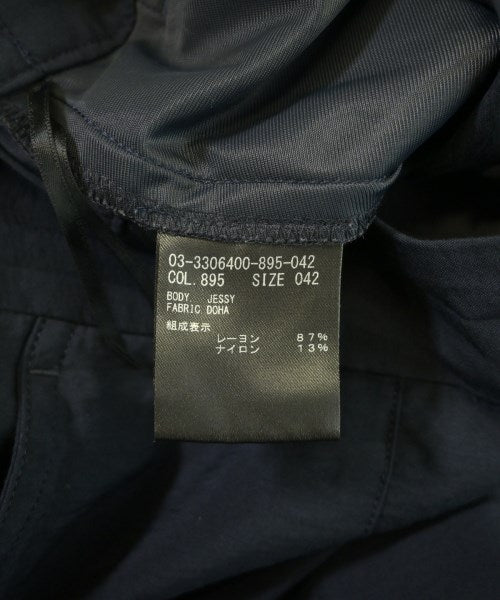 03-3306400-895-042
COL.895 SIZE 042
BODY. JESSY
FABRIC DOHA
組成表示
レーヨン 87%
ナイロン 13%